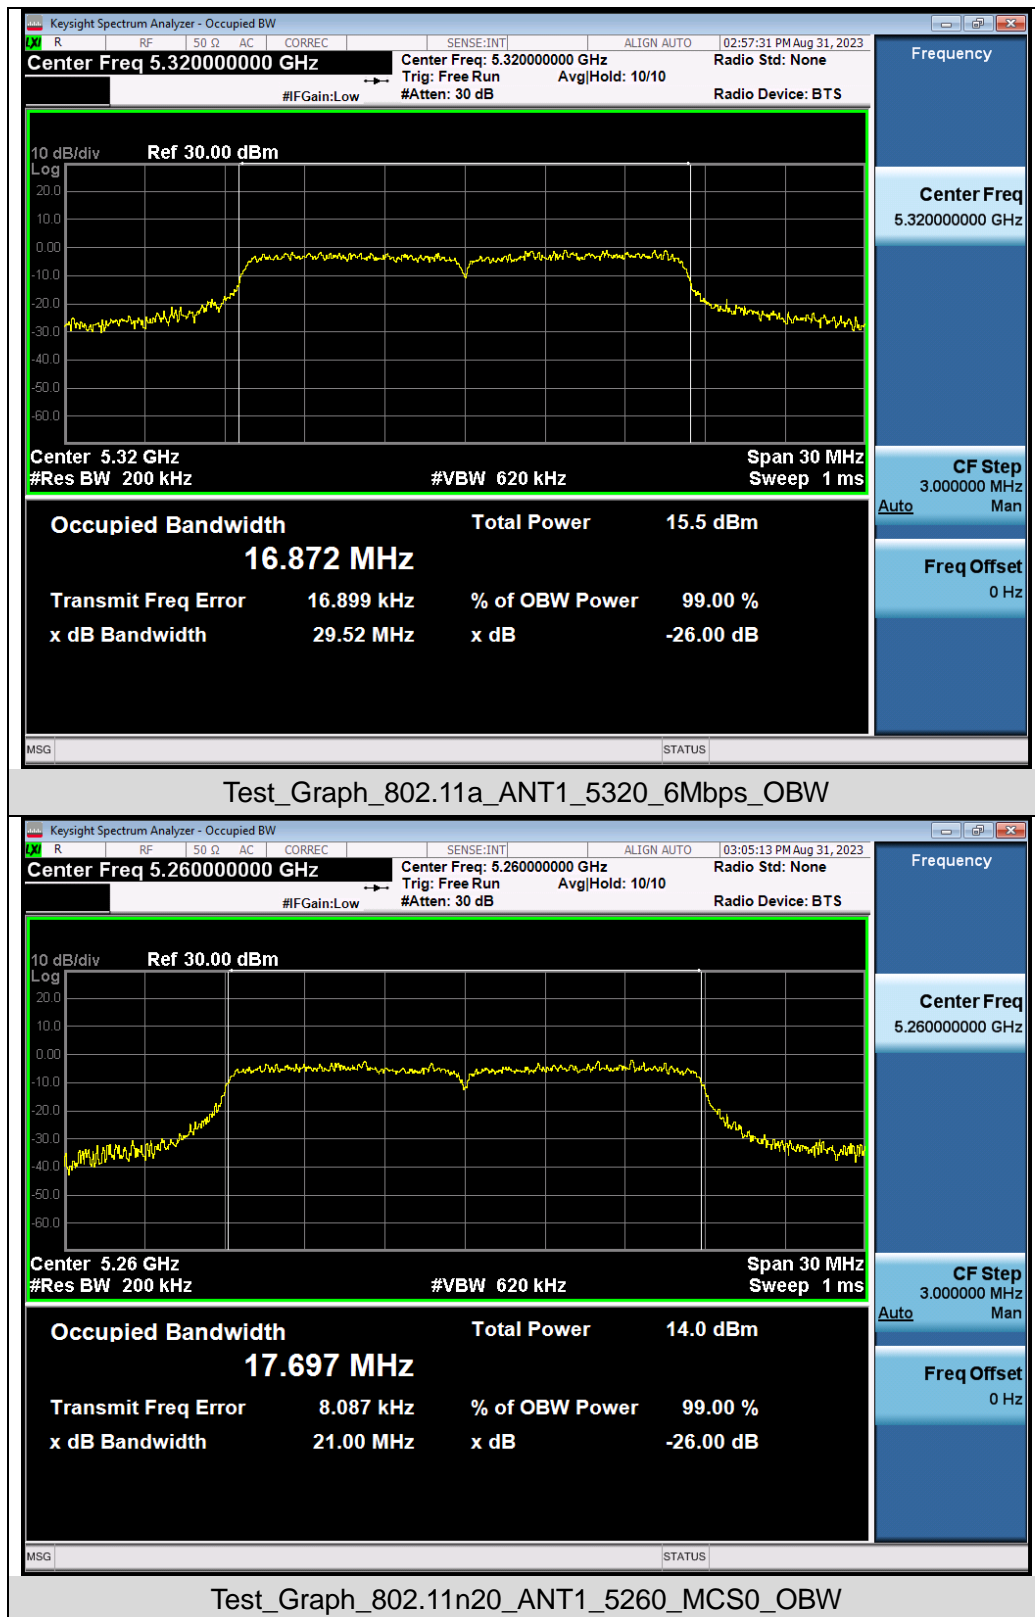 Keysight Spectrum Analyzer - Occupied BW
LXI R RF 50 Ω AC CORREC SENSE:INT ALIGN AUTO 02:57:31 PM Aug 31, 2023
Center Freq 5.320000000 GHz Center Freq: 5.320000000 GHz Radio Std: None Frequency
Trig: Free Run Avg|Hold: 10/10
#IFGain:Low #Atten: 30 dB Radio Device: BTS
10 dB/div Ref 30.00 dBm
Log
20.0
10.0
0.00
-10.0
-20.0
-30.0
-40.0
-50.0
-60.0
Center Freq
5.320000000 GHz
Center 5.32 GHz Span 30 MHz
#Res BW 200 kHz #VBW 620 kHz Sweep 1 ms
CF Step
3.000000 MHz
Auto Man
Occupied Bandwidth Total Power 15.5 dBm
16.872 MHz
Freq Offset
0 Hz
Transmit Freq Error 16.899 kHz % of OBW Power 99.00 %
x dB Bandwidth 29.52 MHz x dB -26.00 dB
MSG STATUS
Test_Graph_802.11a_ANT1_5320_6Mbps_OBW
Keysight Spectrum Analyzer - Occupied BW
LXI R RF 50 Ω AC CORREC SENSE:INT ALIGN AUTO 03:05:13 PM Aug 31, 2023
Center Freq 5.260000000 GHz Center Freq: 5.260000000 GHz Radio Std: None Frequency
Trig: Free Run Avg|Hold: 10/10
#IFGain:Low #Atten: 30 dB Radio Device: BTS
10 dB/div Ref 30.00 dBm
Log
20.0
10.0
0.00
-10.0
-20.0
-30.0
-40.0
-50.0
-60.0
Center Freq
5.260000000 GHz
Center 5.26 GHz Span 30 MHz
#Res BW 200 kHz #VBW 620 kHz Sweep 1 ms
CF Step
3.000000 MHz
Auto Man
Occupied Bandwidth Total Power 14.0 dBm
17.697 MHz
Freq Offset
0 Hz
Transmit Freq Error 8.087 kHz % of OBW Power 99.00 %
x dB Bandwidth 21.00 MHz x dB -26.00 dB
MSG STATUS
Test_Graph_802.11n20_ANT1_5260_MCS0_OBW